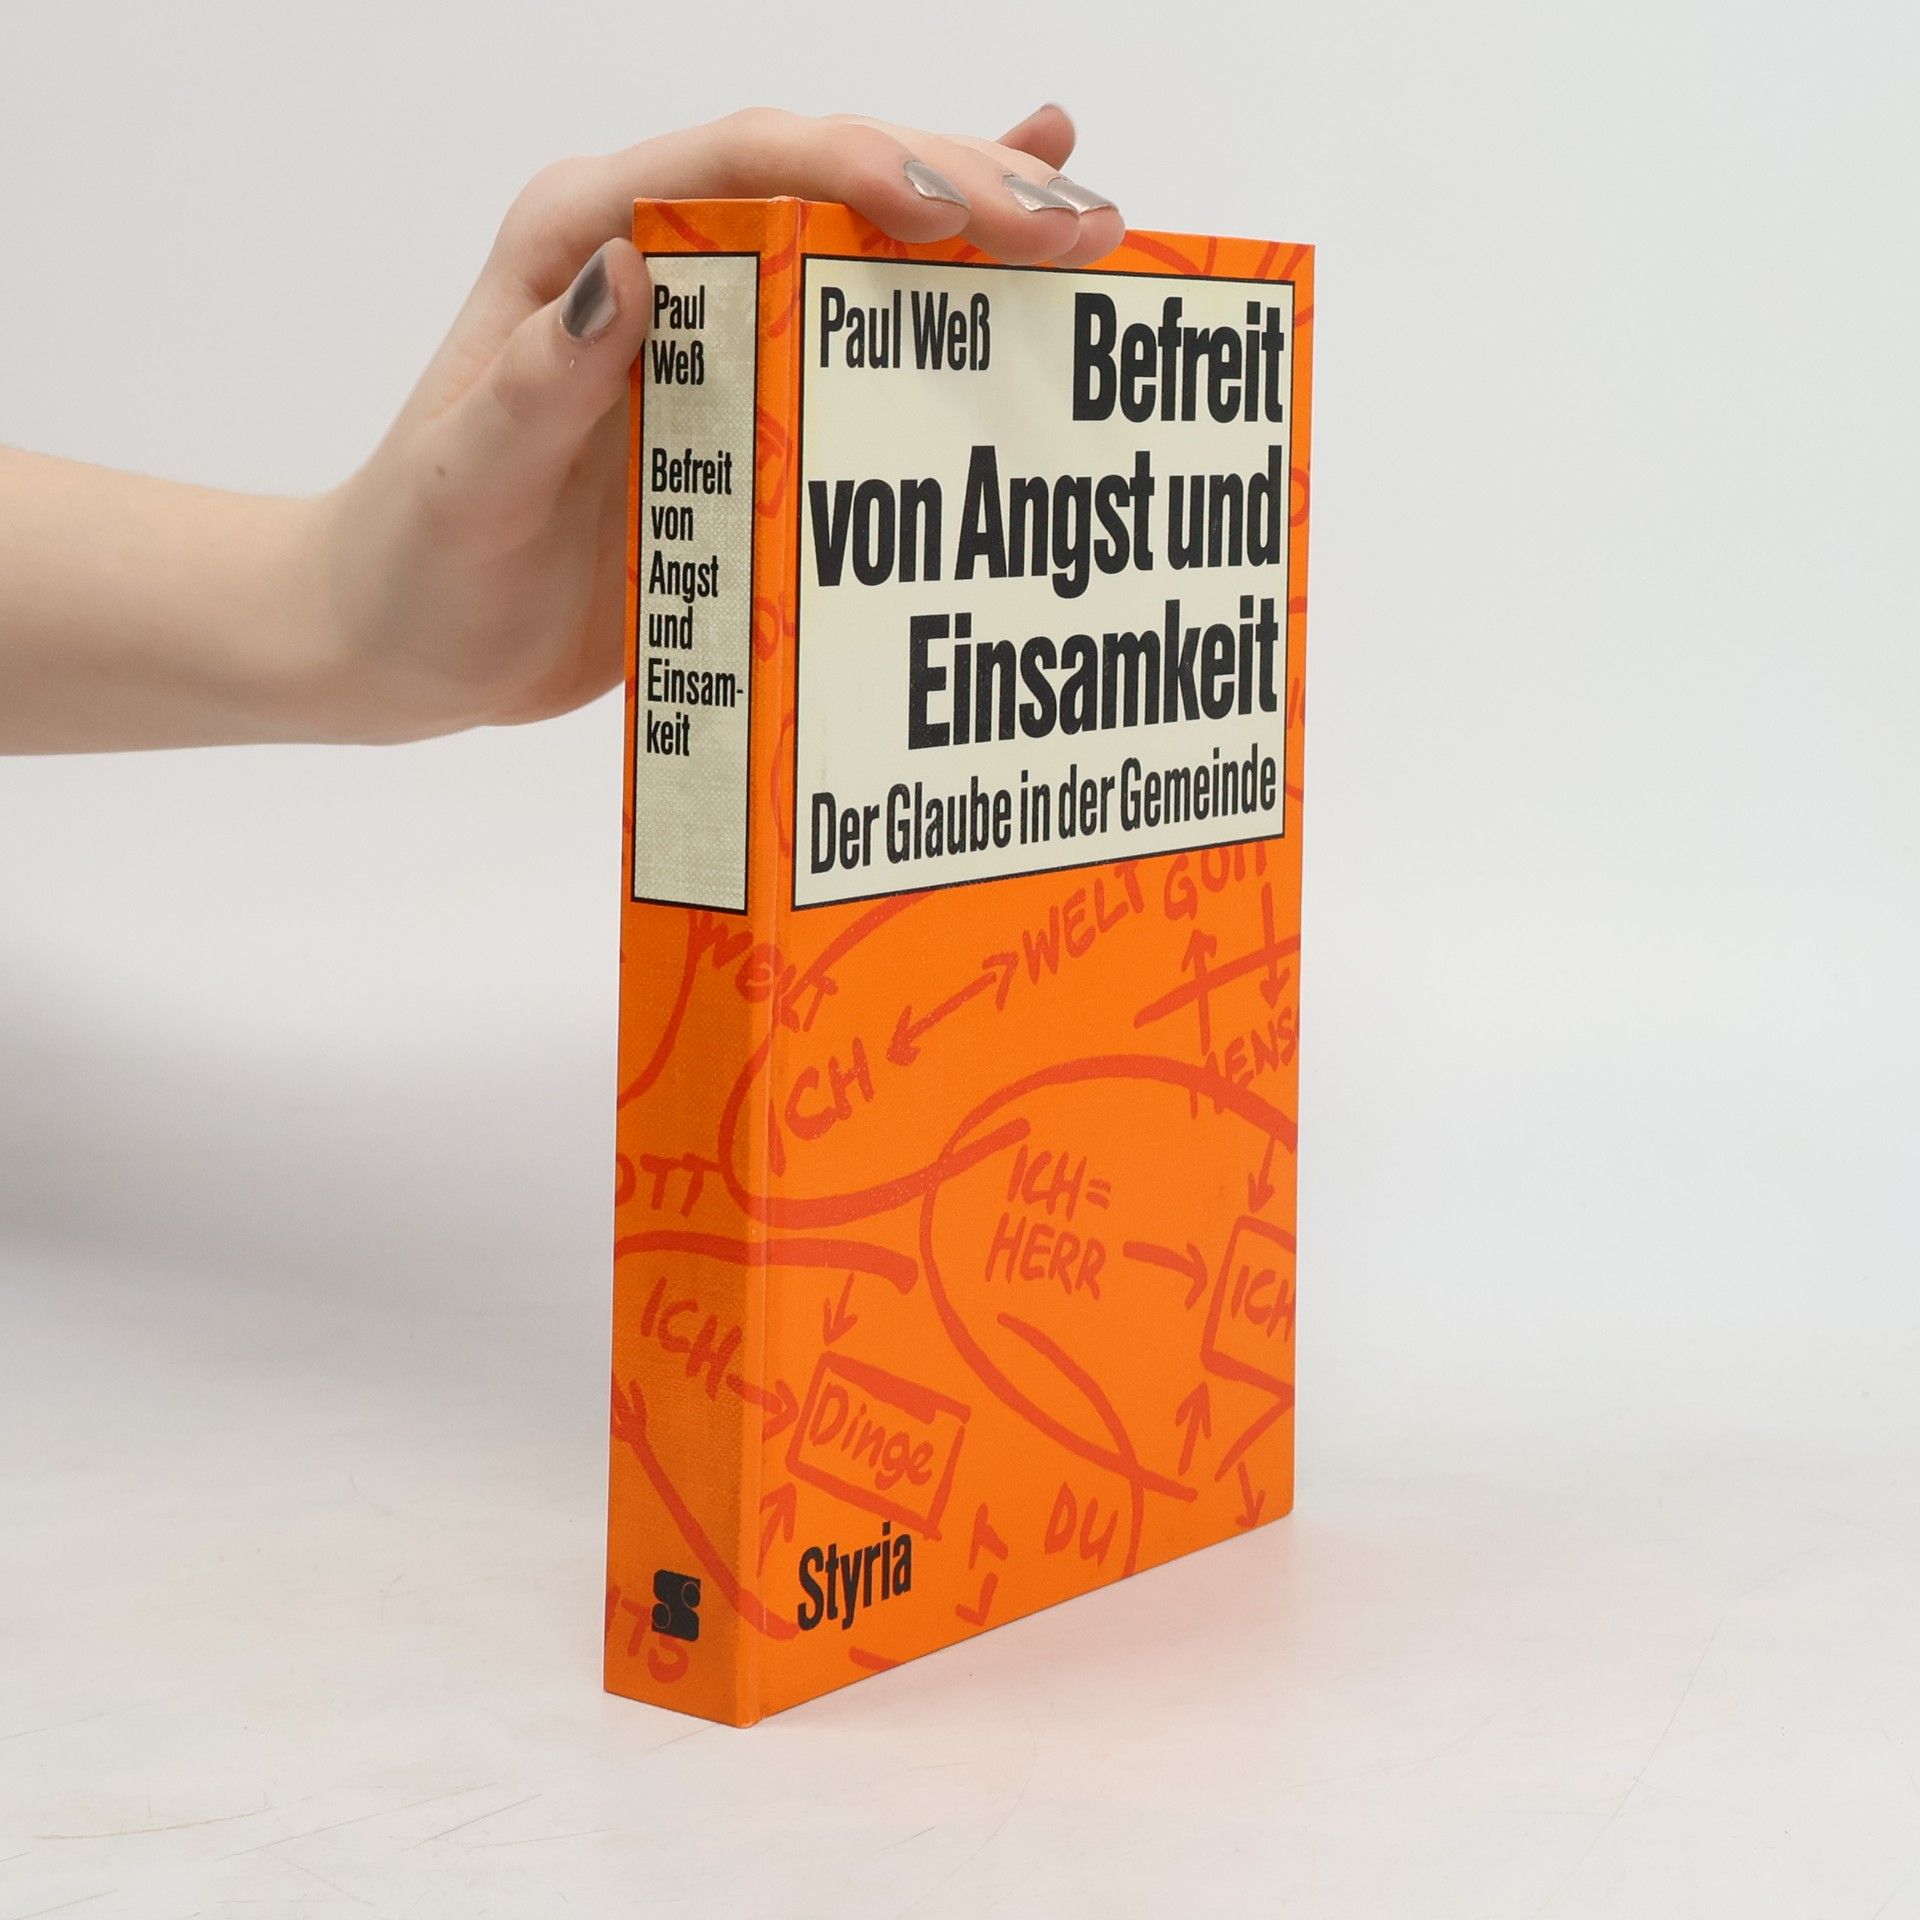 Paul
Weß
Befreit
von
Angst
und
Einsam-
keit
Paul Weß
Befreit
von Angst und
Einsamkeit
Der Glaube in der Gemeinde
WELT
GOTT
WELT
ICH
ICH=
HERR
ICH
ICH
Dinge
DU
Styria